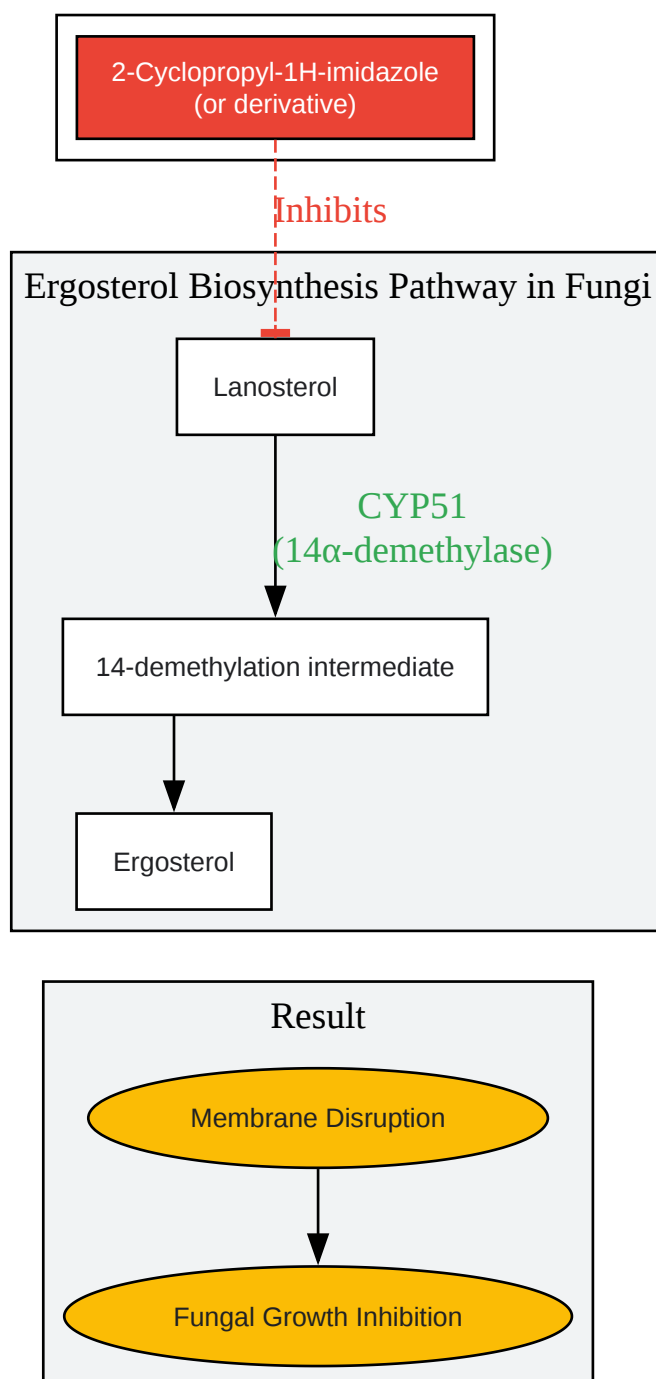 2-Cyclopropyl-1H-imidazole
(or derivative)
Inhibits
Ergosterol Biosynthesis Pathway in Fungi
Lanosterol
CYP51
(14α-demethylase)
14-demethylation intermediate
Ergosterol
Result
Membrane Disruption
Fungal Growth Inhibition